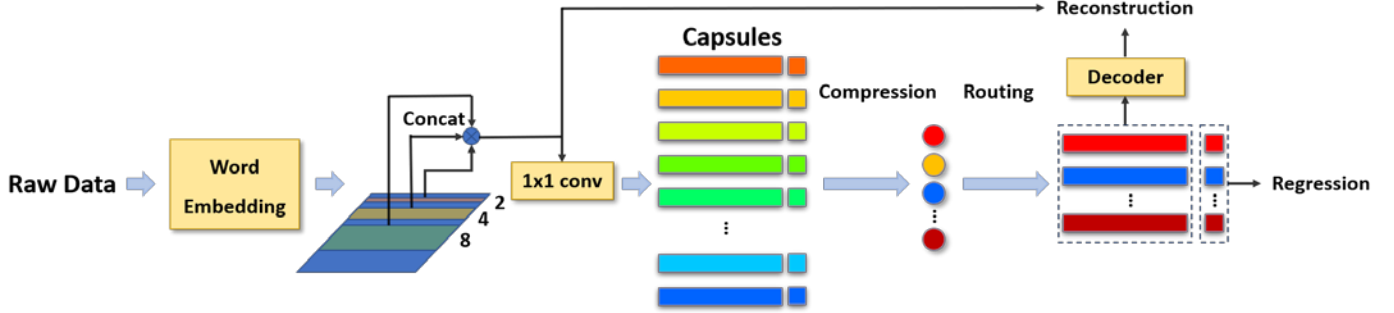 Reconstruction
Capsules
Decoder
Compression
Routing
Concat
Raw Data
Word
Embedding
1x1 conv
2
4
8
...
...
...
...
Regression